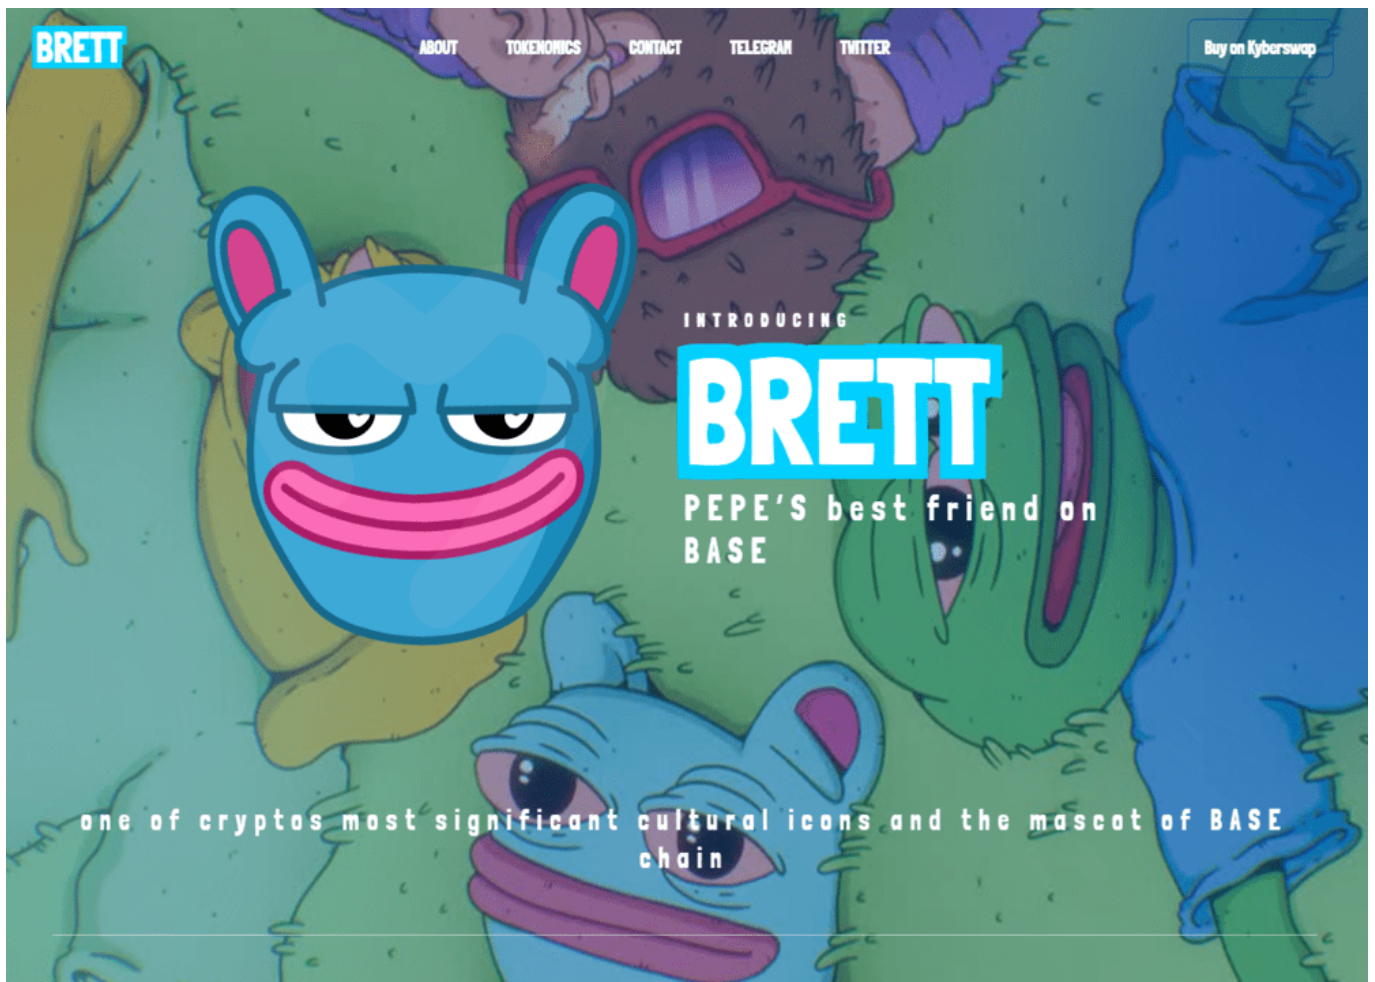 BRETT
ABOUT TOKENOMICS CONTACT TELEGRAM TWITTER
Buy on Kyberswap
INTRODUCING
BRETT
PEPE'S best friend on
BASE
one of cryptos most significant cultural icons and the mascot of BASE
chain